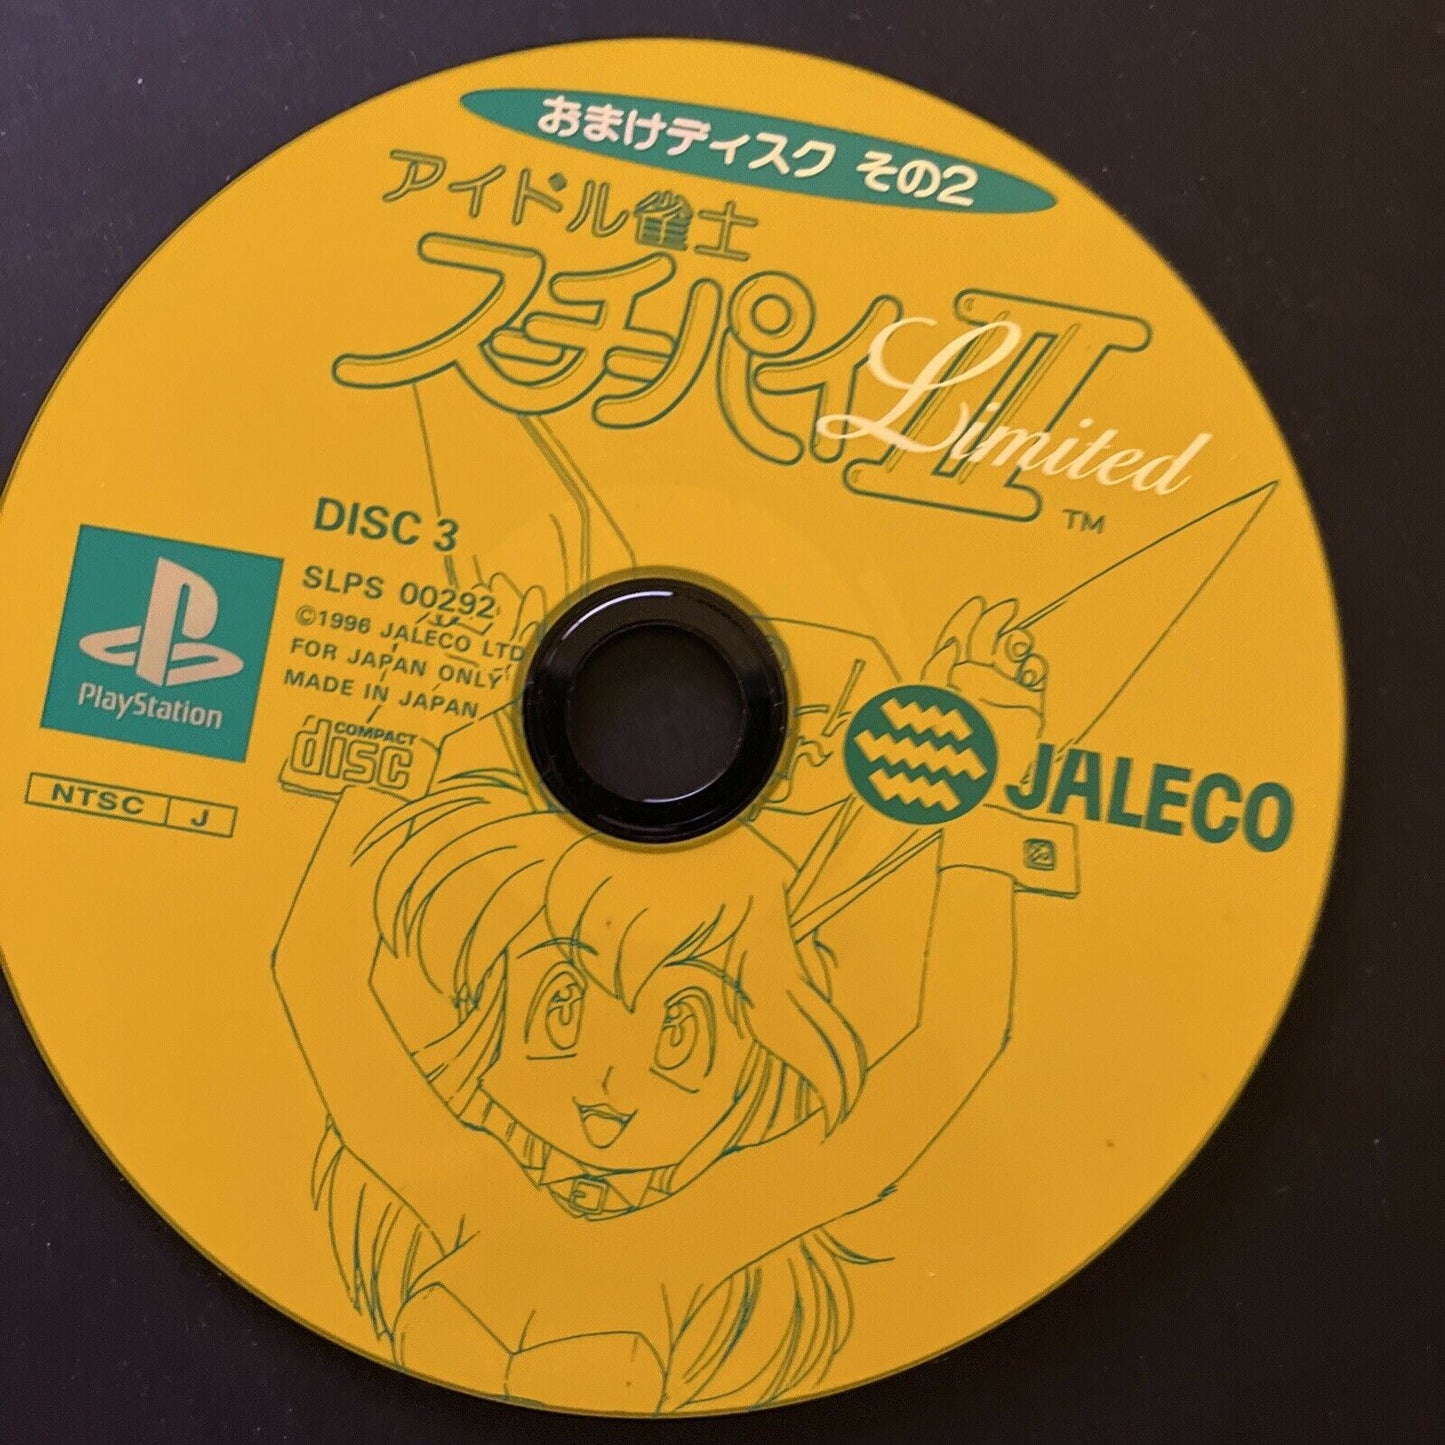 おまけディスク その2
アイドル雀士
スーチーパイⅡ
Limited
TM
DISC 3
SLPS 00292
©1996 JALECO LTD
FOR JAPAN ONLY
MADE IN JAPAN
PlayStation
COMPACT
disc
NTSC J
JALECO